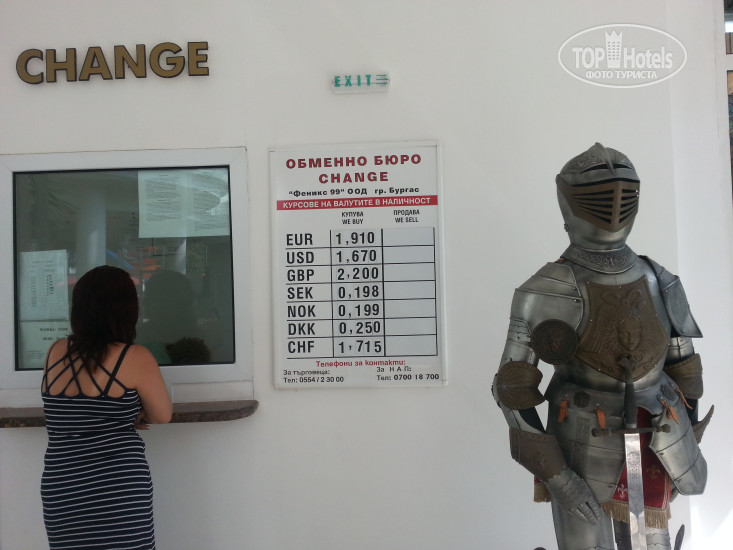 CHANGE
EXIT
TOP Hotels
ФОТО ТУРИСТА
ОБМЕННО БЮРО
CHANGE
"Феникс 99" ООД гр. Бургас
КУРСОВЕ НА ВАЛУТИТЕ В НАЛИЧНОСТ
КУПУВА ПРОДАВА
WE BUY WE SELL
EUR 1,910
USD 1,670
GBP 2,200
SEK 0,198
NOK 0,199
DKK 0,250
CHF 1,715
Телефони за контакти:
За търговеца: За НАП:
Тел: 0554/ 2 30 00 Тел: 0700 18 700